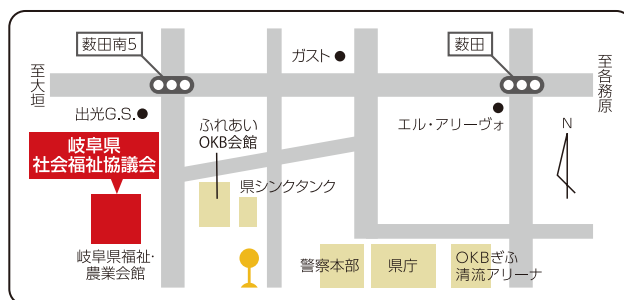 薮田南5
ガスト
薮田
至大垣
至各務原
出光G.S.
ふれあい
OKB会館
エル・アリーヴォ
N
岐阜県
社会福祉協議会
県シンクタンク
岐阜県福祉・
農業会館
警察本部
県庁
OKBぎふ
清流アリーナ